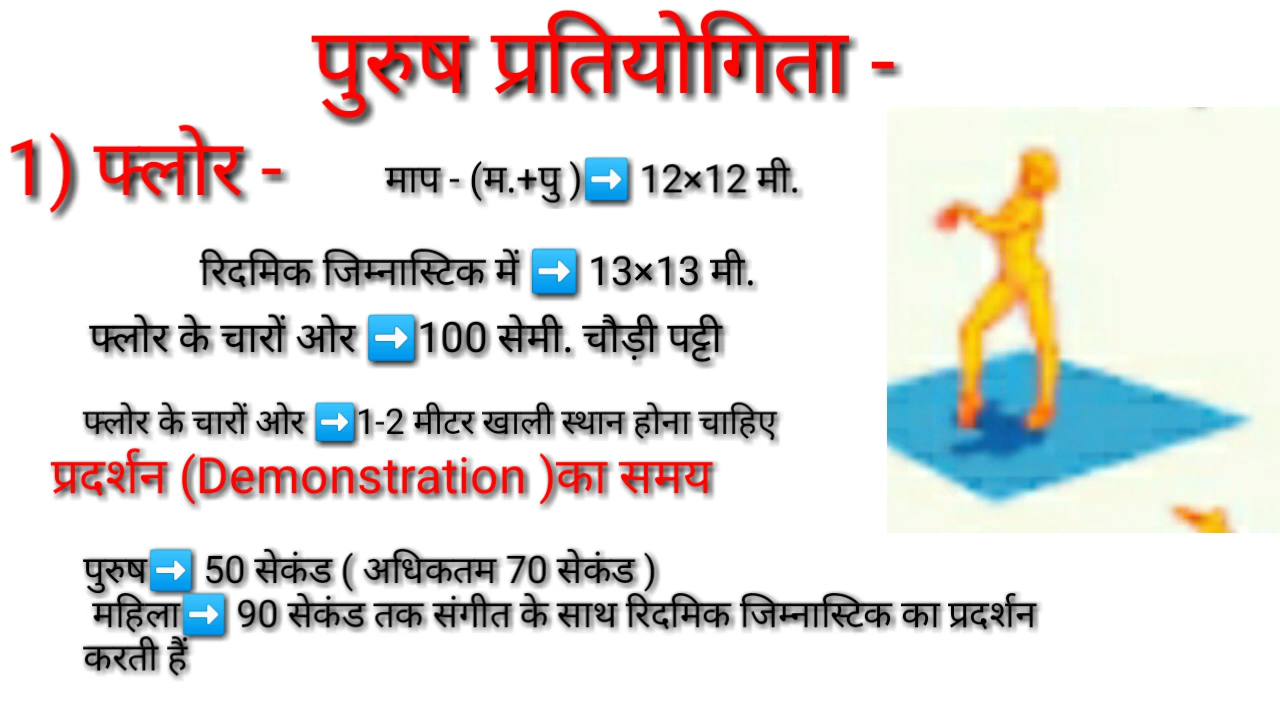 पुरुष प्रतियोगिता -
1) फ्लोर -
माप - (म.+पु )➡️ 12×12 मी.
रिदमिक जिम्नास्टिक में ➡️ 13×13 मी.
फ्लोर के चारों ओर ➡️100 सेमी. चौड़ी पट्टी
फ्लोर के चारों ओर ➡️1-2 मीटर खाली स्थान होना चाहिए
प्रदर्शन (Demonstration )का समय
पुरुष➡️ 50 सेकंड ( अधिकतम 70 सेकंड )
महिला➡️ 90 सेकंड तक संगीत के साथ रिदमिक जिम्नास्टिक का प्रदर्शन
करती हैं